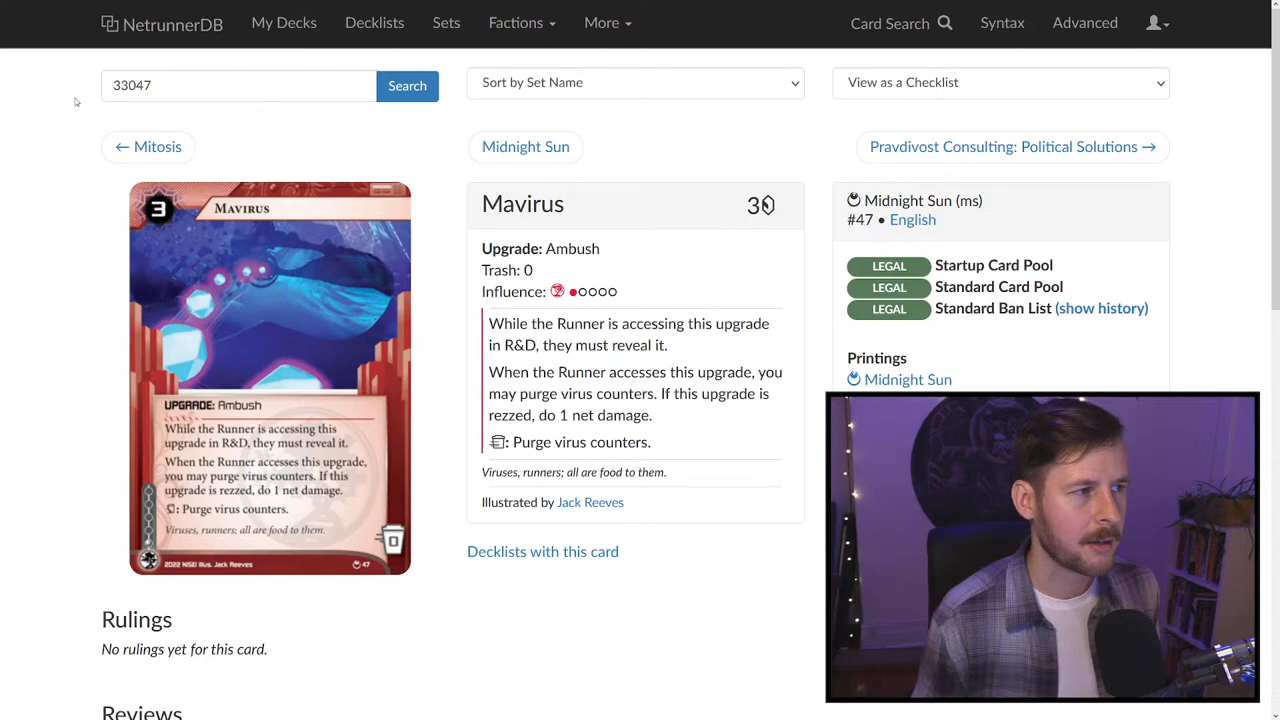 NetrunnerDB My Decks Decklists Sets Factions More Card Search Syntax Advanced
33047 Search Sort by Set Name View as a Checklist
← Mitosis Midnight Sun Pravdivost Consulting: Political Solutions →
3 MAVIRUS
UPGRADE: Ambush
While the Runner is accessing this
upgrade in R&D, they must reveal it.
When the Runner accesses this upgrade,
you may purge virus counters. If this
upgrade is rezzed, do 1 net damage.
: Purge virus counters.
Viruses, runners; all are food to them.
0
2022 NISEI Illus. Jack Reeves 47
Mavirus 3
Upgrade: Ambush
Trash: 0
Influence:
While the Runner is accessing this upgrade
in R&D, they must reveal it.
When the Runner accesses this upgrade, you
may purge virus counters. If this upgrade is
rezzed, do 1 net damage.
: Purge virus counters.
Viruses, runners; all are food to them.
Illustrated by Jack Reeves
Decklists with this card
Midnight Sun (ms)
#47 • English
LEGAL Startup Card Pool
LEGAL Standard Card Pool
LEGAL Standard Ban List (show history)
Printings
Midnight Sun
Rulings
No rulings yet for this card.
Reviews